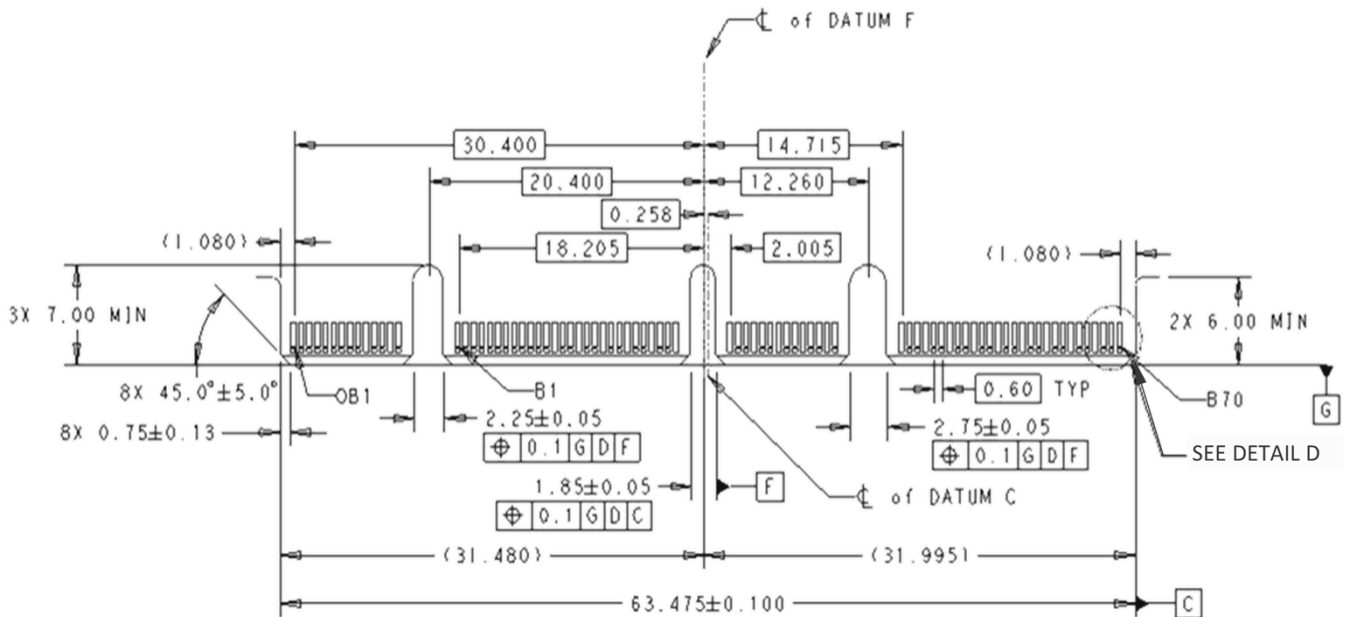 ℄ of DATUM F
30.400
14.715
20.400
12.260
0.258
(1.080)
18.205
2.005
(1.080)
3X 7.00 MIN
2X 6.00 MIN
8X 45.0°±5.0°
OB1
B1
0.60 TYP
B70
G
8X 0.75±0.13
2.25±0.05
2.75±0.05
⌖ 0.1 G D F
⌖ 0.1 G D F
SEE DETAIL D
1.85±0.05
F
℄ of DATUM C
⌖ 0.1 G D C
(31.480)
(31.995)
63.475±0.100
C